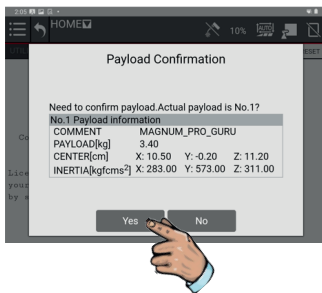 2:05
HOME
10%
AUTO
UTIL
ESET
Payload Confirmation
Need to confirm payload.Actual payload is No.1?
No.1 Payload information
COMMENT MAGNUM_PRO_GURU
PAYLOAD[kg] 3.40
CENTER[cm] X: 10.50 Y: -0.20 Z: 11.20
INERTIA[kgfcms²] X: 283.00 Y: 573.00 Z: 311.00
Co
Lice
your
by s
Yes No